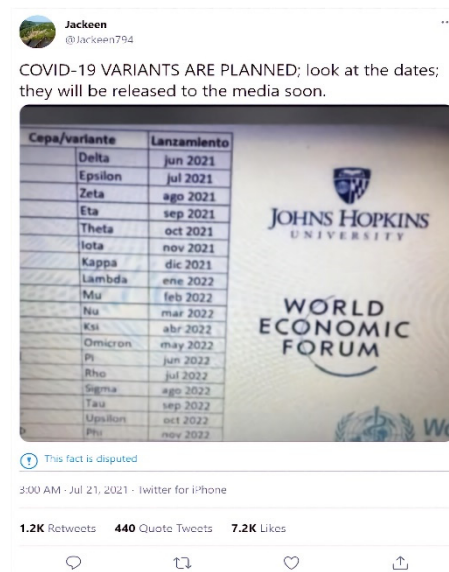 Jackeen
@Jackeen794
COVID-19 VARIANTS ARE PLANNED; look at the dates;
they will be released to the media soon.
Cepa/variante Lanzamiento
Delta jun 2021
Epsilon jul 2021
Zeta ago 2021
Eta sep 2021
Theta oct 2021
Iota nov 2021
Kappa dic 2021
Lambda ene 2022
Mu feb 2022
Nu mar 2022
Ksi abr 2022
Omicron may 2022
Pi jun 2022
Rho jul 2022
Sigma ago 2022
Tau sep 2022
Upsilon oct 2022
Phi nov 2022
JOHNS HOPKINS
UNIVERSITY
WORLD
ECONOMIC
FORUM
This fact is disputed
3:00 AM · Jul 21, 2021 · Twitter for iPhone
1.2K Retweets 440 Quote Tweets 7.2K Likes